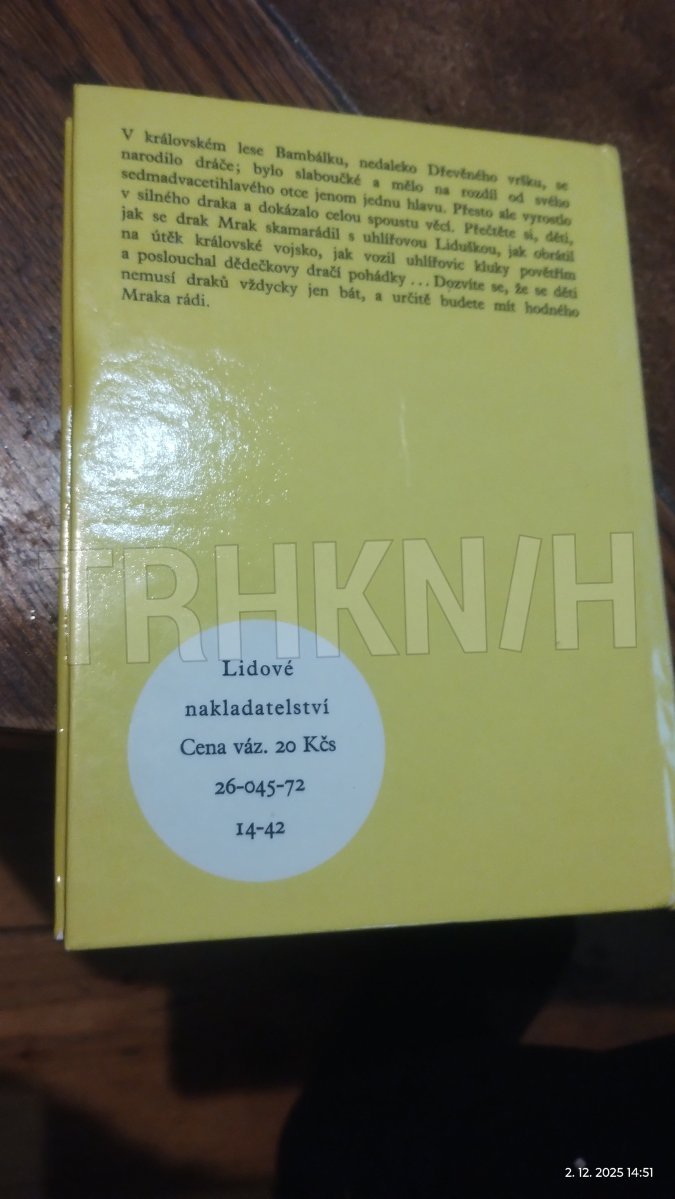 V královském lese Bambálku, nedaleko Dřevěného vršku, se
narodilo dráče; bylo slaboučké a mělo na rozdíl od svého
sedmadvacetihlavého otce jenom jednu hlavu. Přesto ale vyrostlo
v silného draka a dokázalo celou spoustu věcí. Přečtěte si, děti,
jak se drak Mrak skamarádil s uhlířovou Liduškou, jak obrátil
na útěk královské vojsko, jak vozil uhlířovic kluky povětřím
a poslouchal dědečkovy dračí pohádky ... Dozvíte se, že se děti
nemusí draků vždycky jen bát, a určitě budete mít hodného
Mraka rádi.
TRHKNIH
Lidové
nakladatelství
Cena váz. 20 Kčs
26-045-72
14-42
2. 12. 2025 14:51